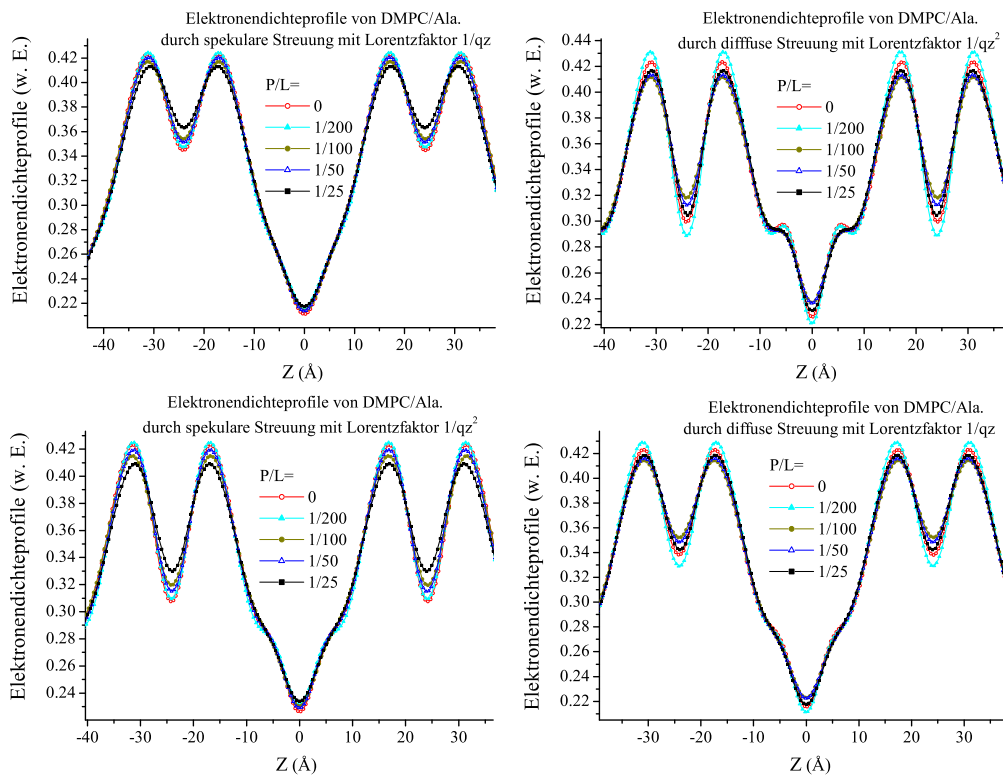 Elektronendichteprofile von DMPC/Ala.
durch spekulare Streuung mit Lorentzfaktor 1/qz
Elektronendichteprofile (w. E.)
0.42
0.40
0.38
0.36
0.34
0.32
0.30
0.28
0.26
0.24
0.22
P/L=
0
1/200
1/100
1/50
1/25
-40 -30 -20 -10 0 10 20 30
Z (Å)
Elektronendichteprofile von DMPC/Ala.
durch difffuse Streuung mit Lorentzfaktor 1/qz²
Elektronendichteprofile (w. E.)
0.44
0.42
0.40
0.38
0.36
0.34
0.32
0.30
0.28
0.26
0.24
0.22
P/L=
0
1/200
1/100
1/50
1/25
-40 -30 -20 -10 0 10 20 30
Z (Å)
Elektronendichteprofile von DMPC/Ala.
durch spekulare Streuung mit Lorentzfaktor 1/qz²
Elektronendichteprofile (w. E.)
0.42
0.40
0.38
0.36
0.34
0.32
0.30
0.28
0.26
0.24
P/L=
0
1/200
1/100
1/50
1/25
-40 -30 -20 -10 0 10 20 30
Z (Å)
Elektronendichteprofile von DMPC/Ala.
durch diffuse Streuung mit Lorentzfaktor 1/qz
Elektronendichteprofile (w. E.)
0.42
0.40
0.38
0.36
0.34
0.32
0.30
0.28
0.26
0.24
0.22
P/L=
0
1/200
1/100
1/50
1/25
-40 -30 -20 -10 0 10 20 30
Z (Å)